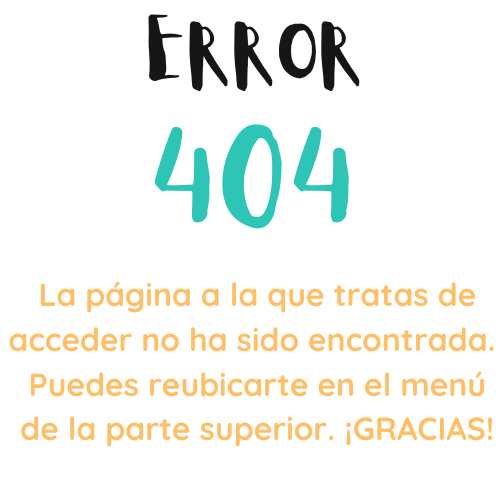 ERROR
404
La página a la que tratas de
acceder no ha sido encontrada.
Puedes reubicarte en el menú
de la parte superior. ¡GRACIAS!